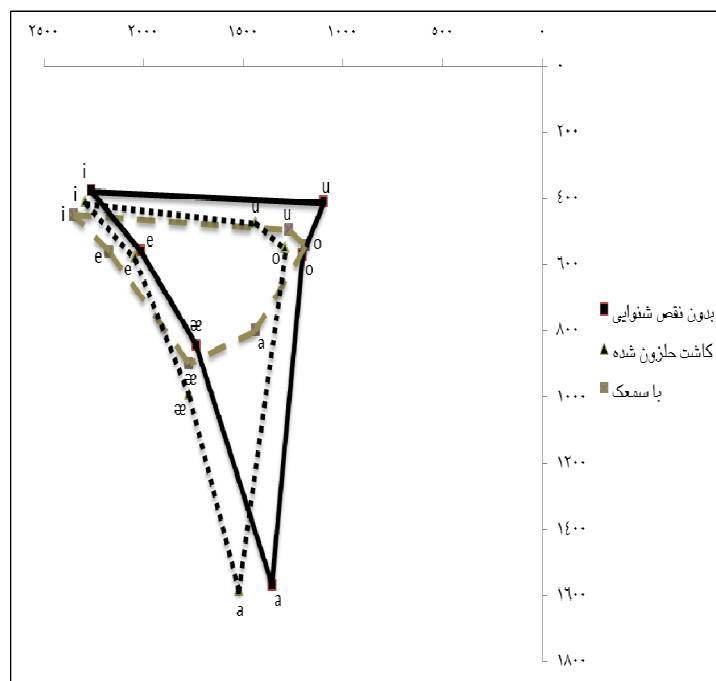 ۲۵۰۰ ۲۰۰۰ ۱۵۰۰ ۱۰۰۰ ۵۰۰ ۰
۰
۲۰۰
۴۰۰
۶۰۰
۸۰۰
۱۰۰۰
۱۲۰۰
۱۴۰۰
۱۶۰۰
۱۸۰۰
i
u
i u
i u
e o
e e o o
æ
a
æ
æ
a
a
بدون نقص شنوایی
کاشت حلزون شده
با سمعک